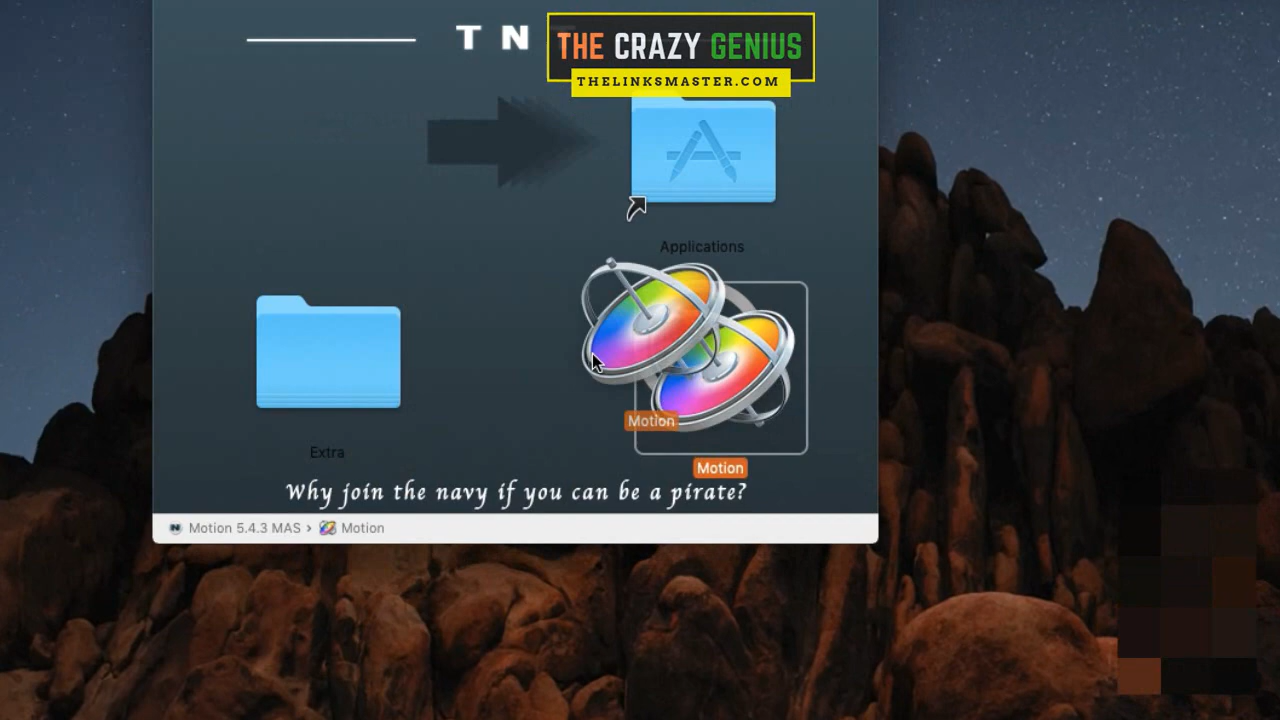 T N T
THE CRAZY GENIUS
THELINKSMASTER.COM
Applications
Motion
Extra
Motion
Why join the navy if you can be a pirate?
Motion 5.4.3 MAS › Motion